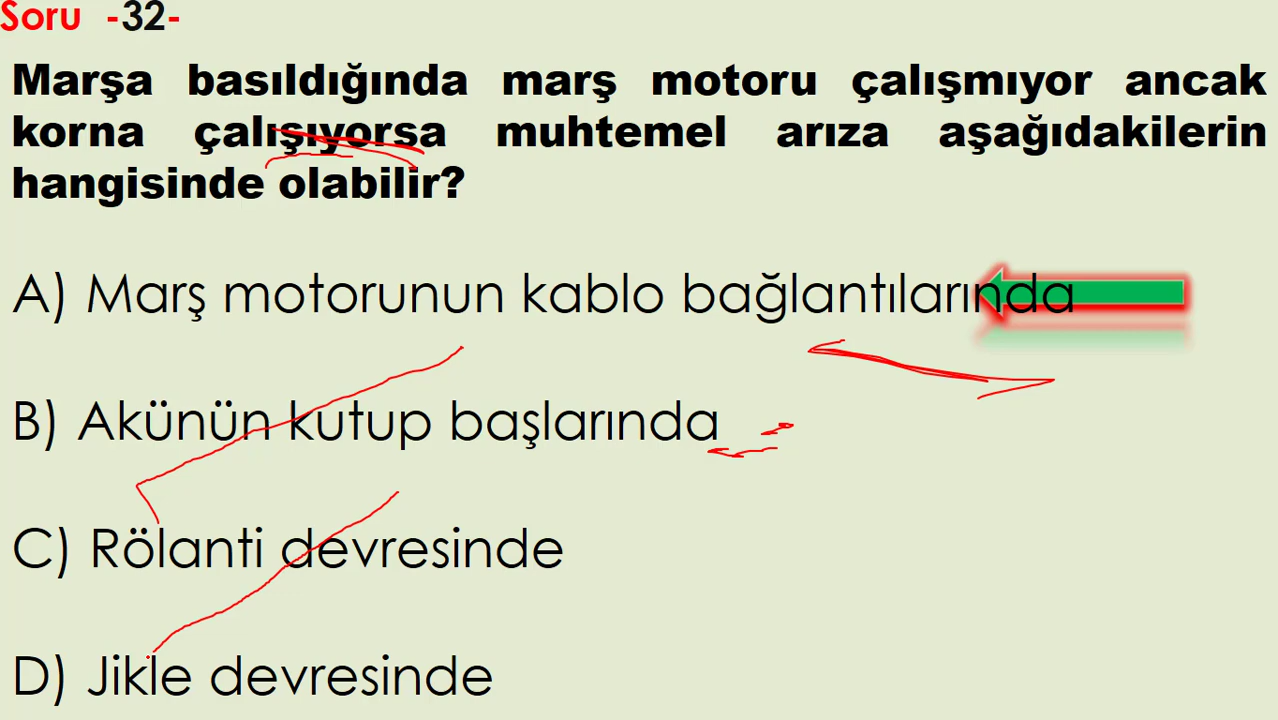 Soru -32-
Marşa basıldığında marş motoru çalışmıyor ancak
korna çalışıyorsa muhtemel arıza aşağıdakilerin
hangisinde olabilir?
A) Marş motorunun kablo bağlantılarında
B) Akünün kutup başlarında
C) Rölanti devresinde
D) Jikle devresinde